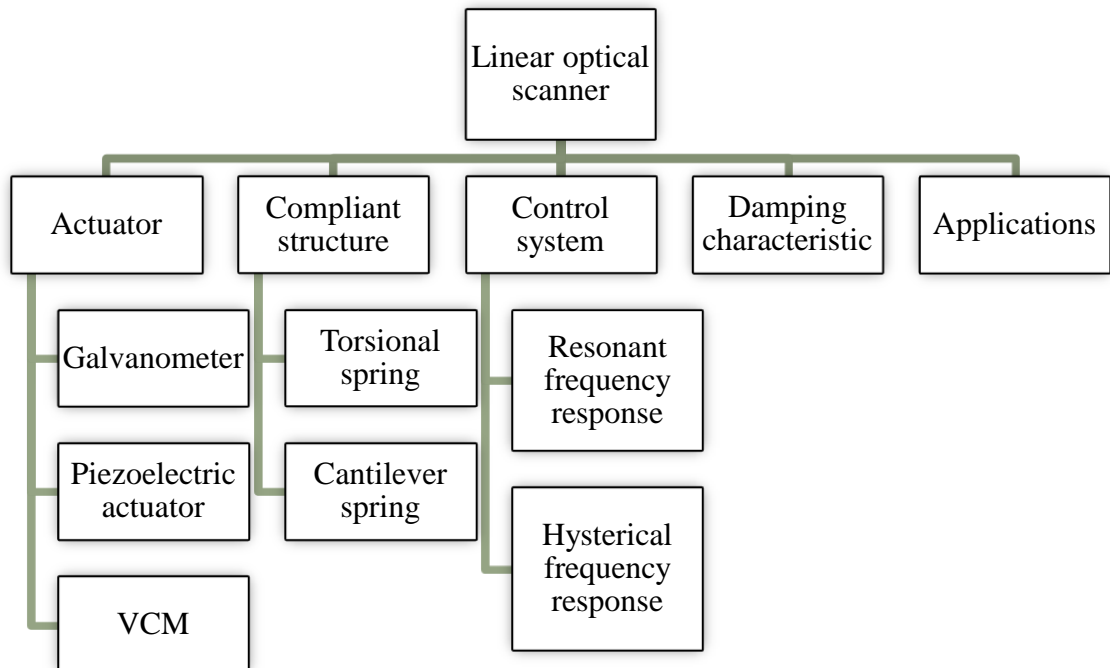 Linear optical
scanner
Actuator
Compliant
structure
Control
system
Damping
characteristic
Applications
Galvanometer
Piezoelectric
actuator
VCM
Torsional
spring
Cantilever
spring
Resonant
frequency
response
Hysterical
frequency
response